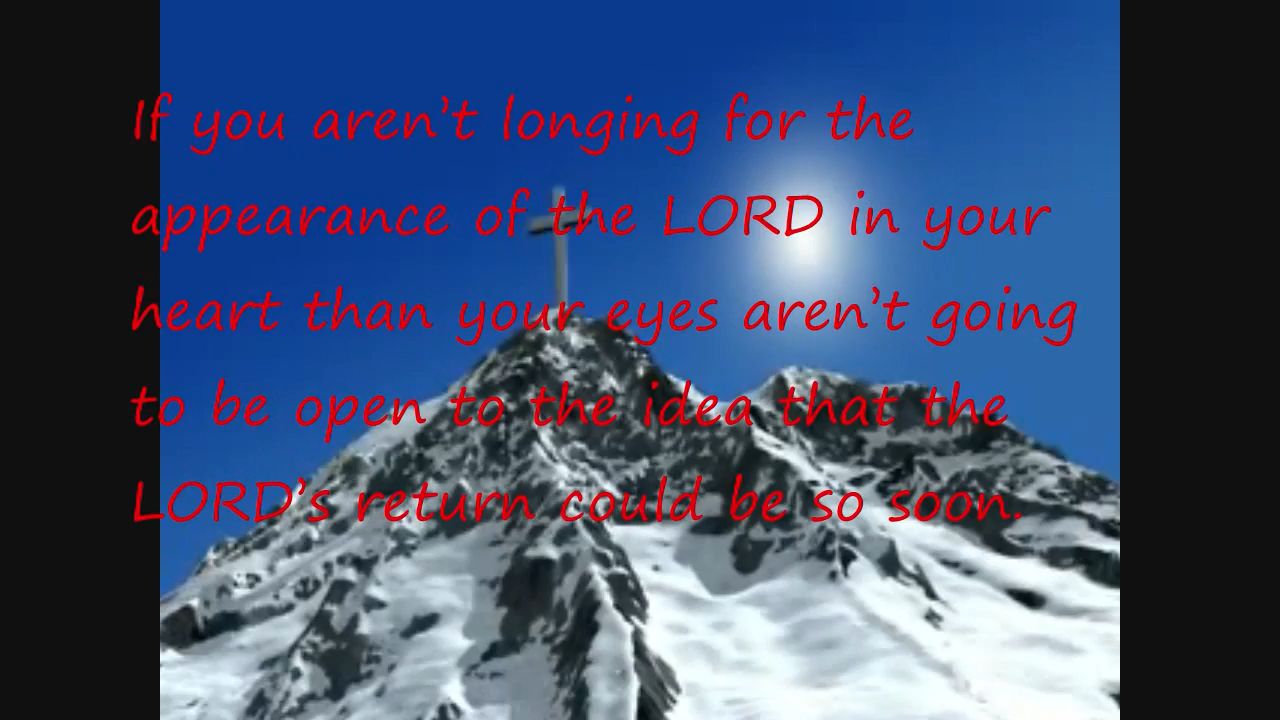 If you aren't longing for the
appearance of the LORD in your
heart than your eyes aren't going
to be open to the idea that the
LORD's return could be so soon.